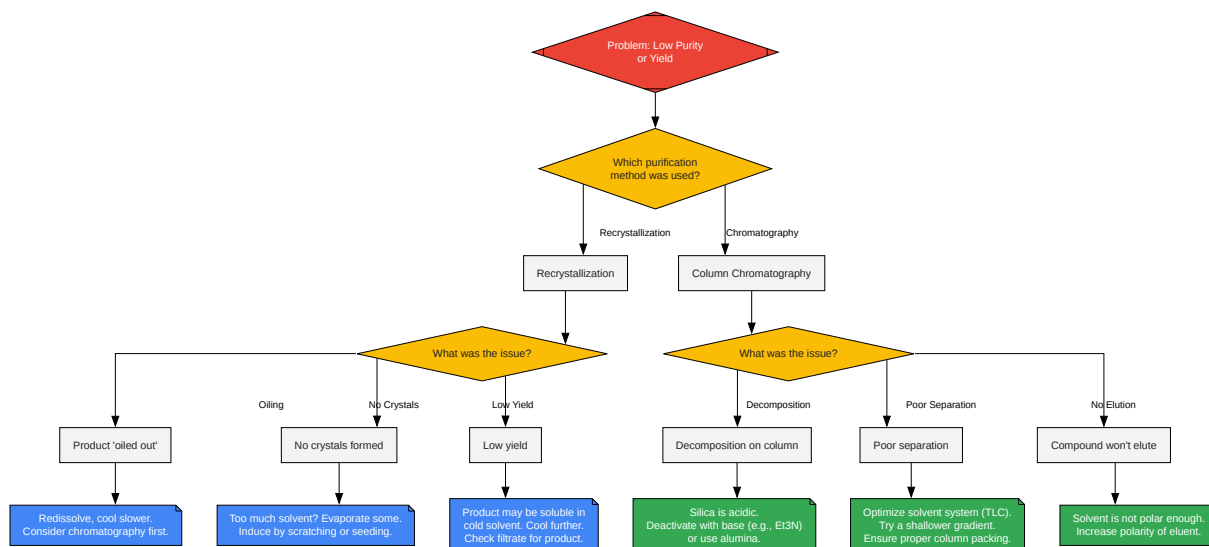 Problem: Low Purity
or Yield
Which purification
method was used?
Recrystallization
Chromatography
Recrystallization
Column Chromatography
What was the issue?
What was the issue?
Oiling
No Crystals
Low Yield
Decomposition
Poor Separation
No Elution
Product 'oiled out'
No crystals formed
Low yield
Decomposition on column
Poor separation
Compound won't elute
Redissolve, cool slower.
Consider chromatography first.
Too much solvent? Evaporate some.
Induce by scratching or seeding.
Product may be soluble in
cold solvent. Cool further.
Check filtrate for product.
Silica is acidic.
Deactivate with base (e.g., Et3N)
or use alumina.
Optimize solvent system (TLC).
Try a shallower gradient.
Ensure proper column packing.
Solvent is not polar enough.
Increase polarity of eluent.